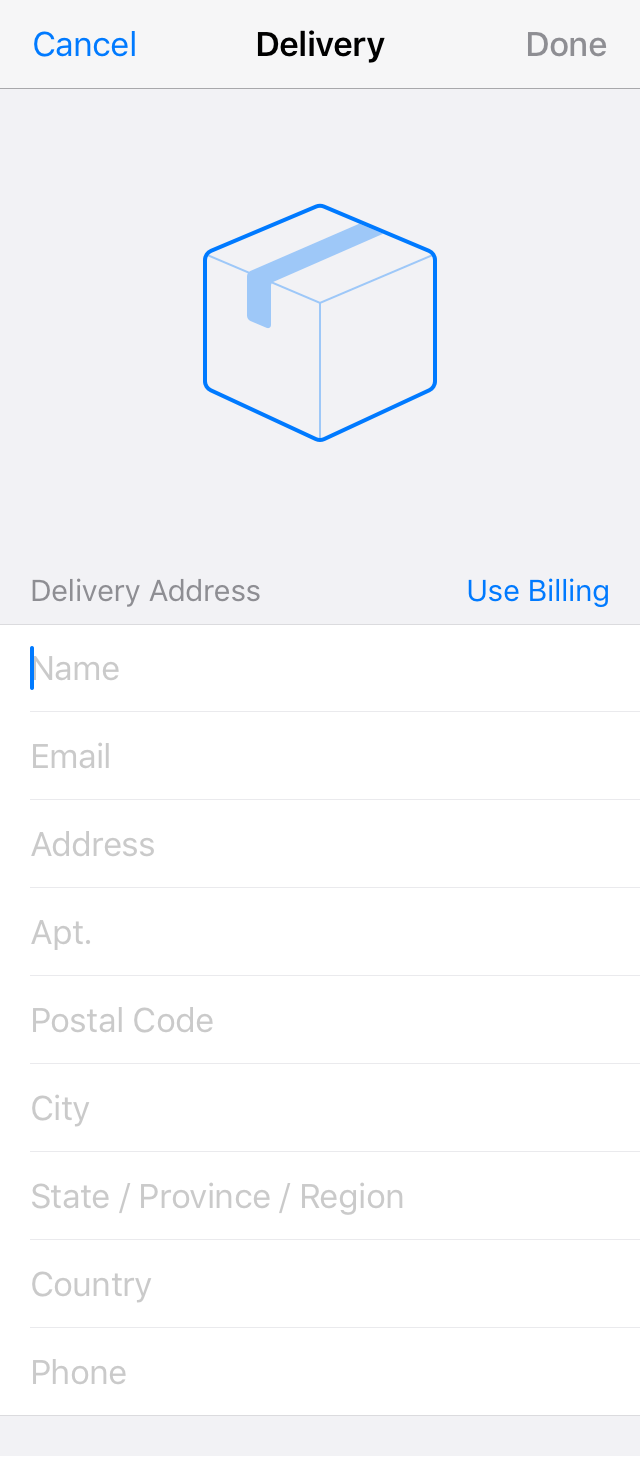 Cancel Delivery Done
Delivery Address Use Billing
Name
Email
Address
Apt.
Postal Code
City
State / Province / Region
Country
Phone